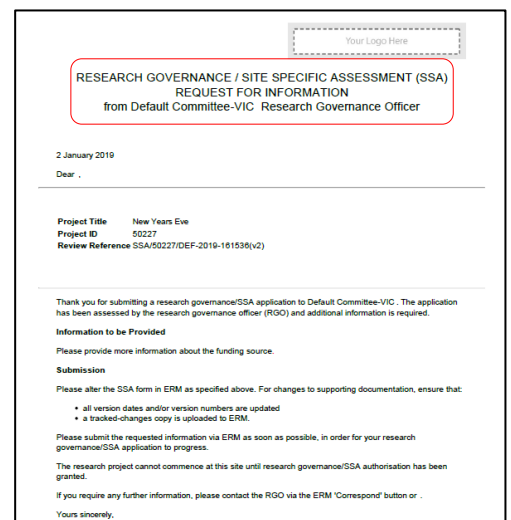 Your Logo Here
RESEARCH GOVERNANCE / SITE SPECIFIC ASSESSMENT (SSA)
REQUEST FOR INFORMATION
from Default Committee-VIC Research Governance Officer
2 January 2019
Dear ,
Project Title New Years Eve
Project ID 50227
Review Reference SSA/50227/DEF-2019-161536(v2)
Thank you for submitting a research governance/SSA application to Default Committee-VIC . The application
has been assessed by the research governance officer (RGO) and additional information is required.
Information to be Provided
Please provide more information about the funding source.
Submission
Please alter the SSA form in ERM as specified above. For changes to supporting documentation, ensure that:
• all version dates and/or version numbers are updated
• a tracked-changes copy is uploaded to ERM.
Please submit the requested information via ERM as soon as possible, in order for your research
governance/SSA application to progress.
The research project cannot commence at this site until research governance/SSA authorisation has been
granted.
If you require any further information, please contact the RGO via the ERM 'Correspond' button or .
Yours sincerely,